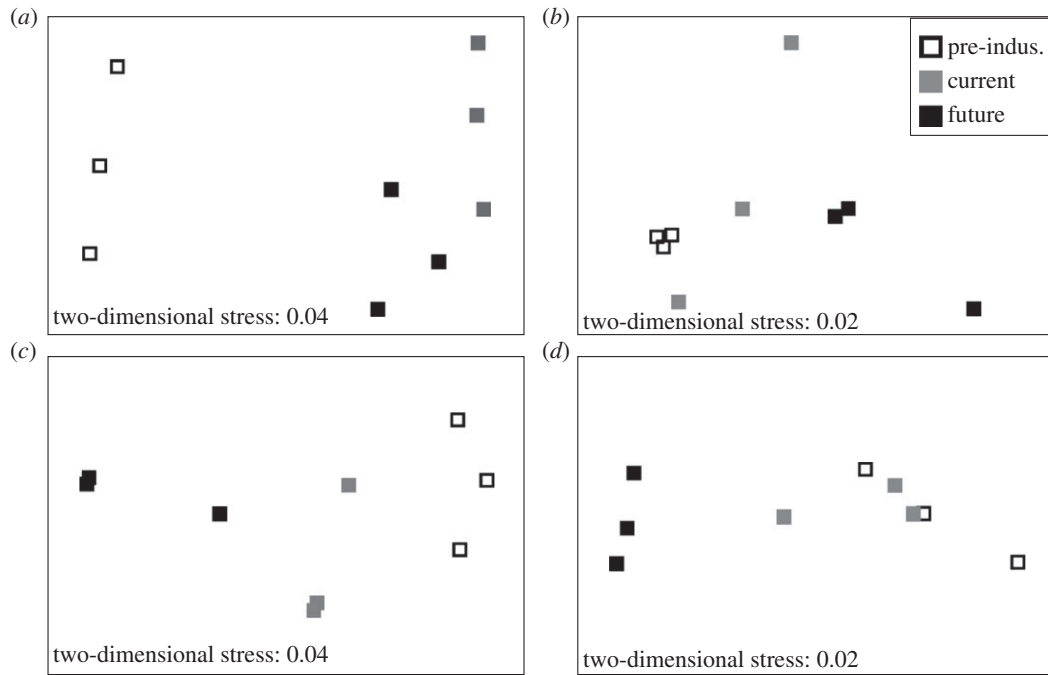 (a)
two-dimensional stress: 0.04
(b)
pre-indus.
current
future
two-dimensional stress: 0.02
(c)
two-dimensional stress: 0.04
(d)
two-dimensional stress: 0.02